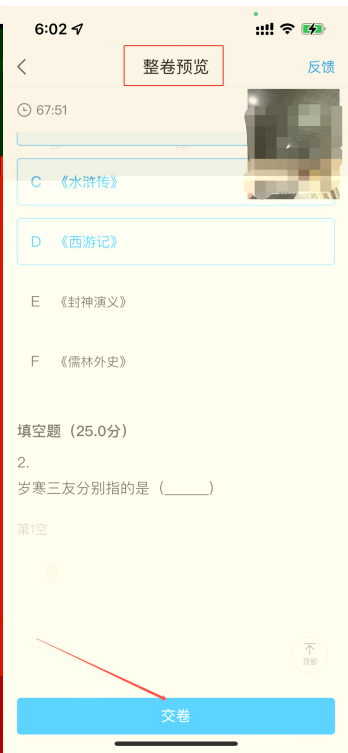 6:02
整卷预览
反馈
67:51
C 《水浒传》
D 《西游记》
E 《封神演义》
F 《儒林外史》
填空题（25.0分）
2.
岁寒三友分别指的是（______）
第1空
顶部
交卷